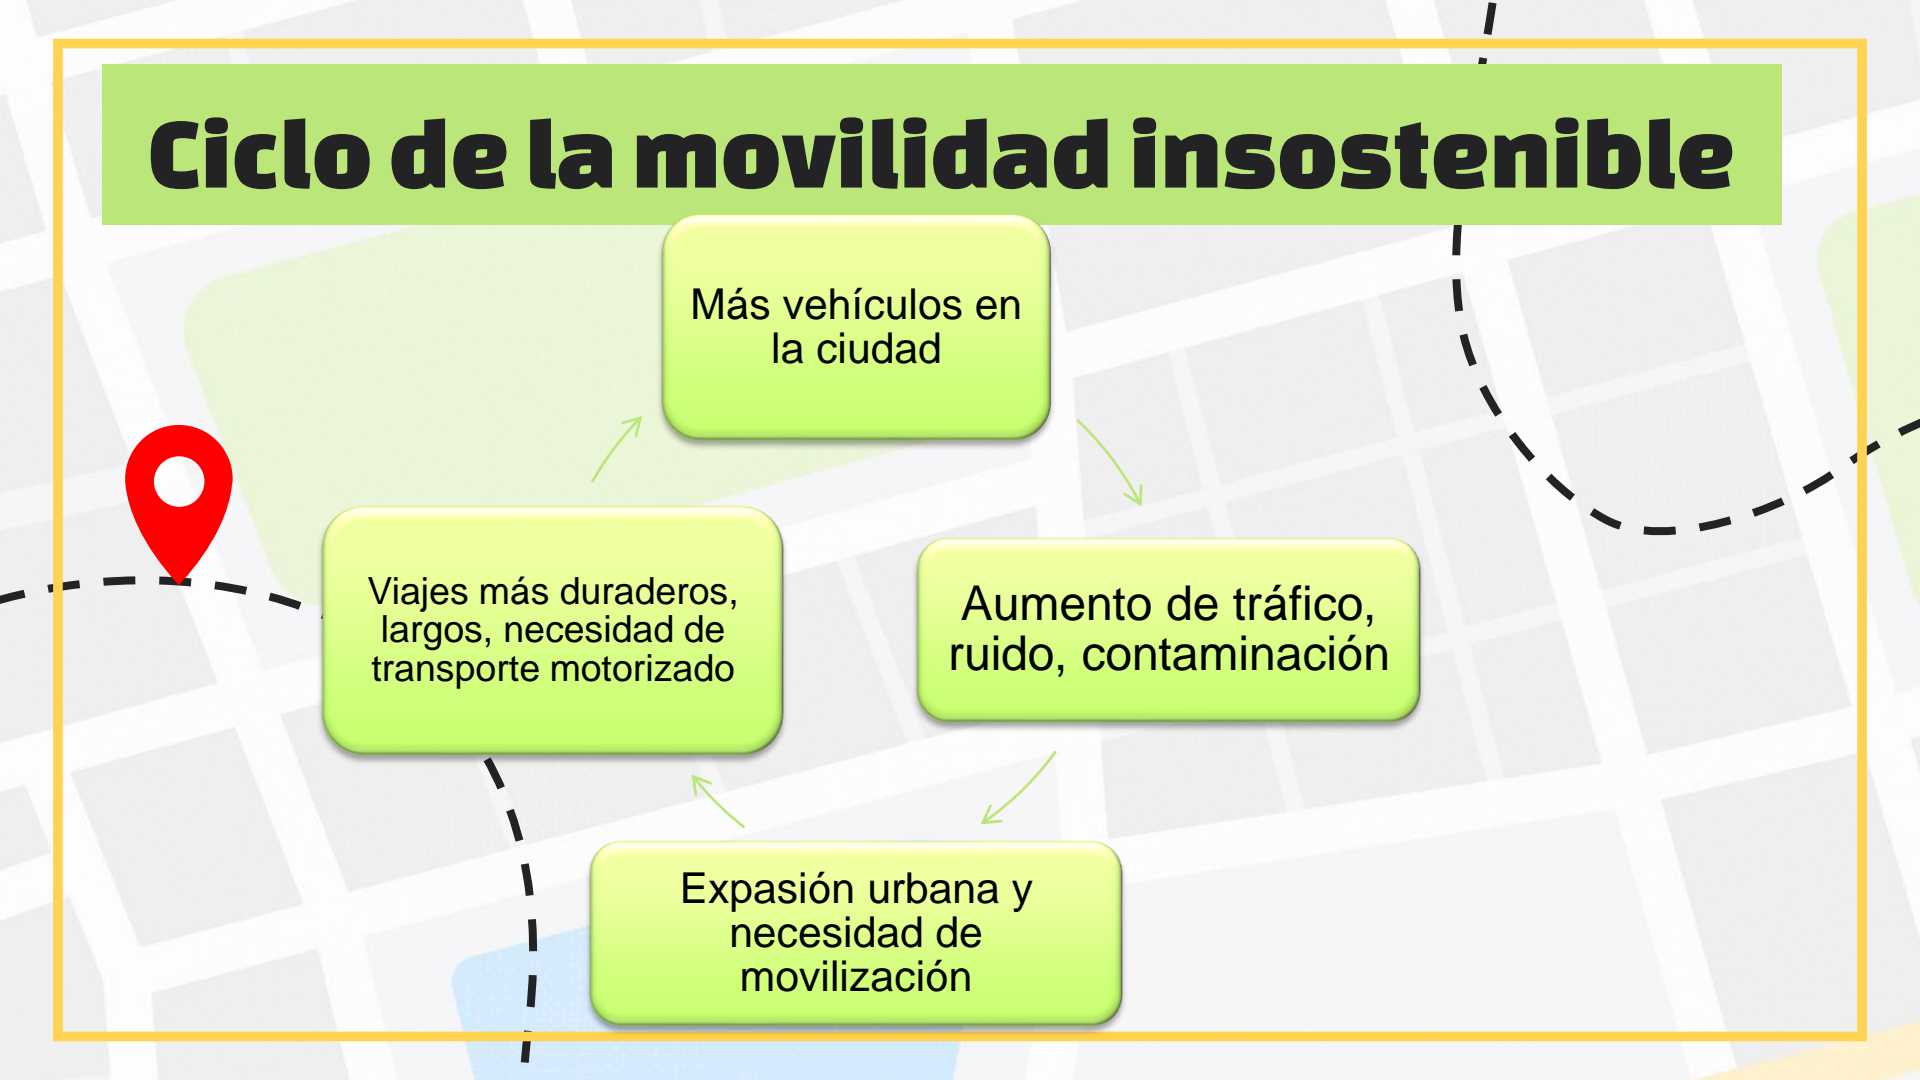 Ciclo de la movilidad insostenible
Más vehículos en
la ciudad
Aumento de tráfico,
ruido, contaminación
Expasión urbana y
necesidad de
movilización
Viajes más duraderos,
largos, necesidad de
transporte motorizado